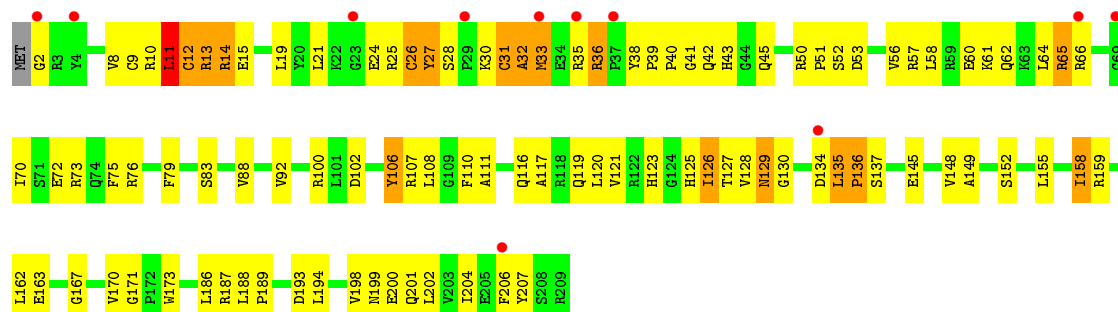 MET G2 R3 Y4 V8 C9 R10 L11 C12 R13 R14 E15 L19 Y20 L21 K22 G23 E24 R25 C26 Y27 S28 P29 K30 C31 A32 M33 E34 R35 R36 P37 Y38 P39 P40 G41 Q42 H43 G44 Q45 R50 P51 S52 D53 V56 R57 L58 R59 E60 K61 Q62 K63 L64 R65 R66 G69
I70 S71 E72 R73 Q74 F75 R76 F79 S83 V88 V92 R100 L101 D102 Y106 R107 L108 G109 F110 A111 Q116 A117 R118 Q119 L120 V121 R122 H123 G124 H125 I126 T127 V128 N129 G130 D134 L135 P136 S137 E145 V148 A149 S152 L155 I158 R159
L162 E163 G167 V170 G171 P172 W173 L186 R187 L188 P189 D193 L194 V198 N199 E200 Q201 L202 V203 I204 E205 F206 Y207 S208 R209